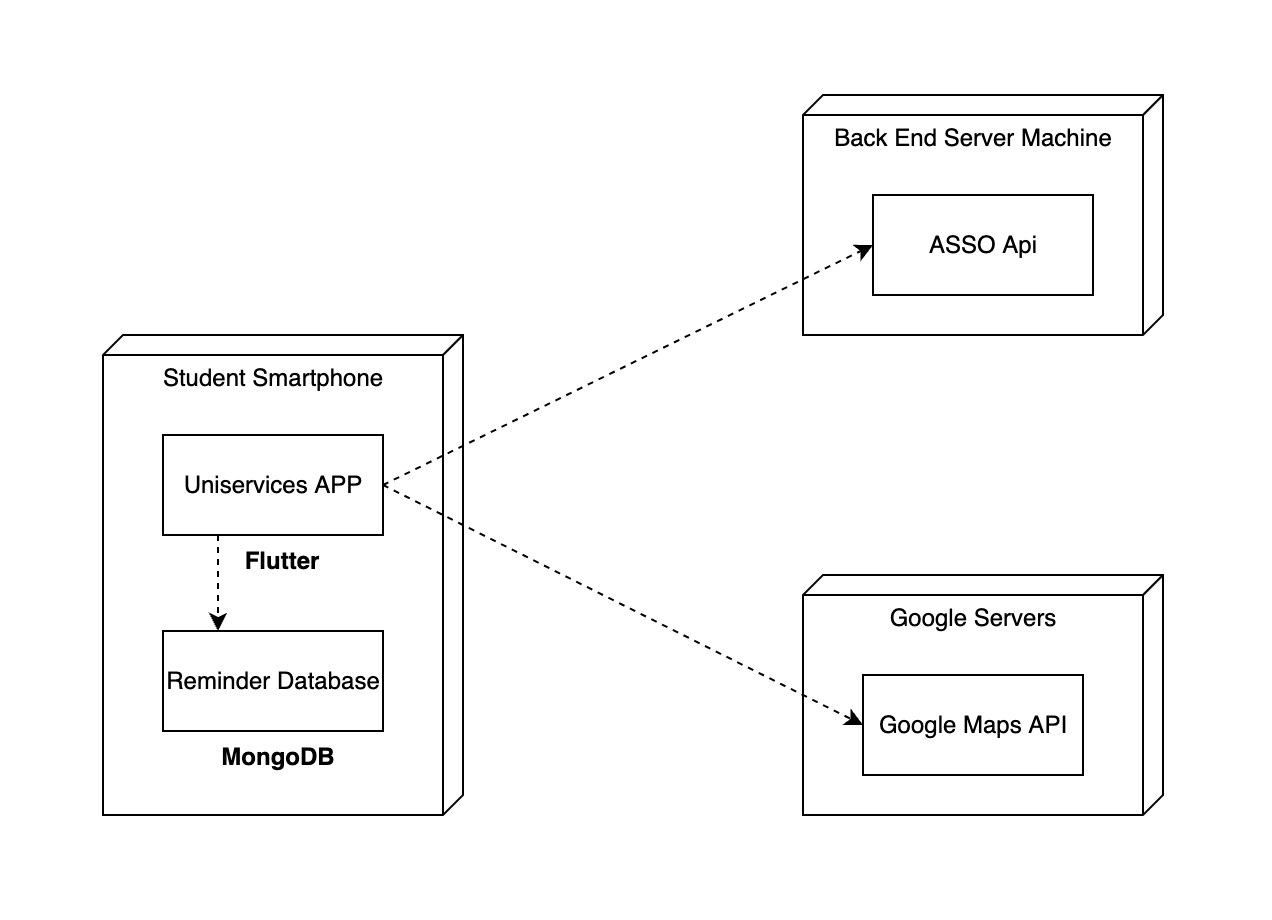 Back End Server Machine
ASSO Api
Student Smartphone
Uniservices APP
Flutter
Reminder Database
MongoDB
Google Servers
Google Maps API